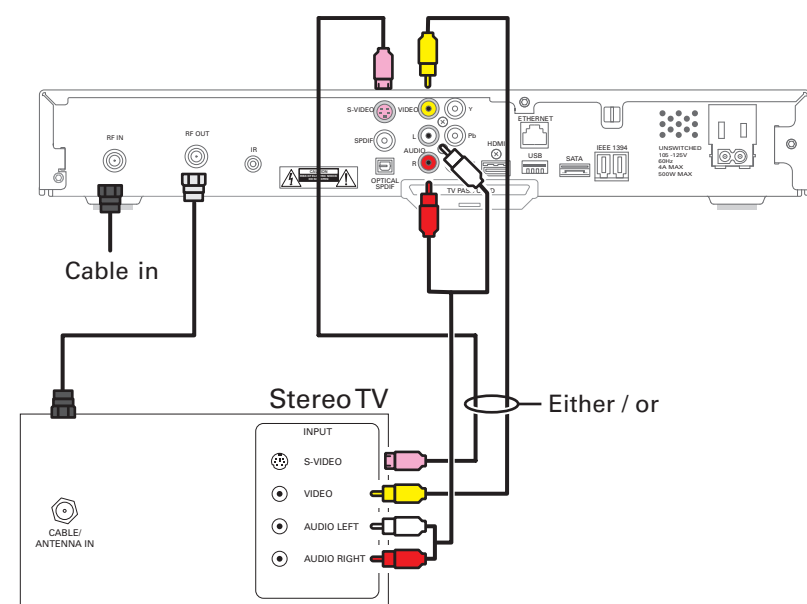 S-VIDEO
VIDEO
Y
RF IN
RF OUT
IR
SPDIF
L
AUDIO
R
Pb
OPTICAL
SPDIF
CAUTION
HDMI
ETHERNET
USB
SATA
IEEE 1394
UNSWITCHED
105 -125V
60Hz
4A MAX
500W MAX
Cable in
Stereo TV
Either / or
INPUT
S-VIDEO
VIDEO
AUDIO LEFT
AUDIO RIGHT
CABLE/
ANTENNA IN